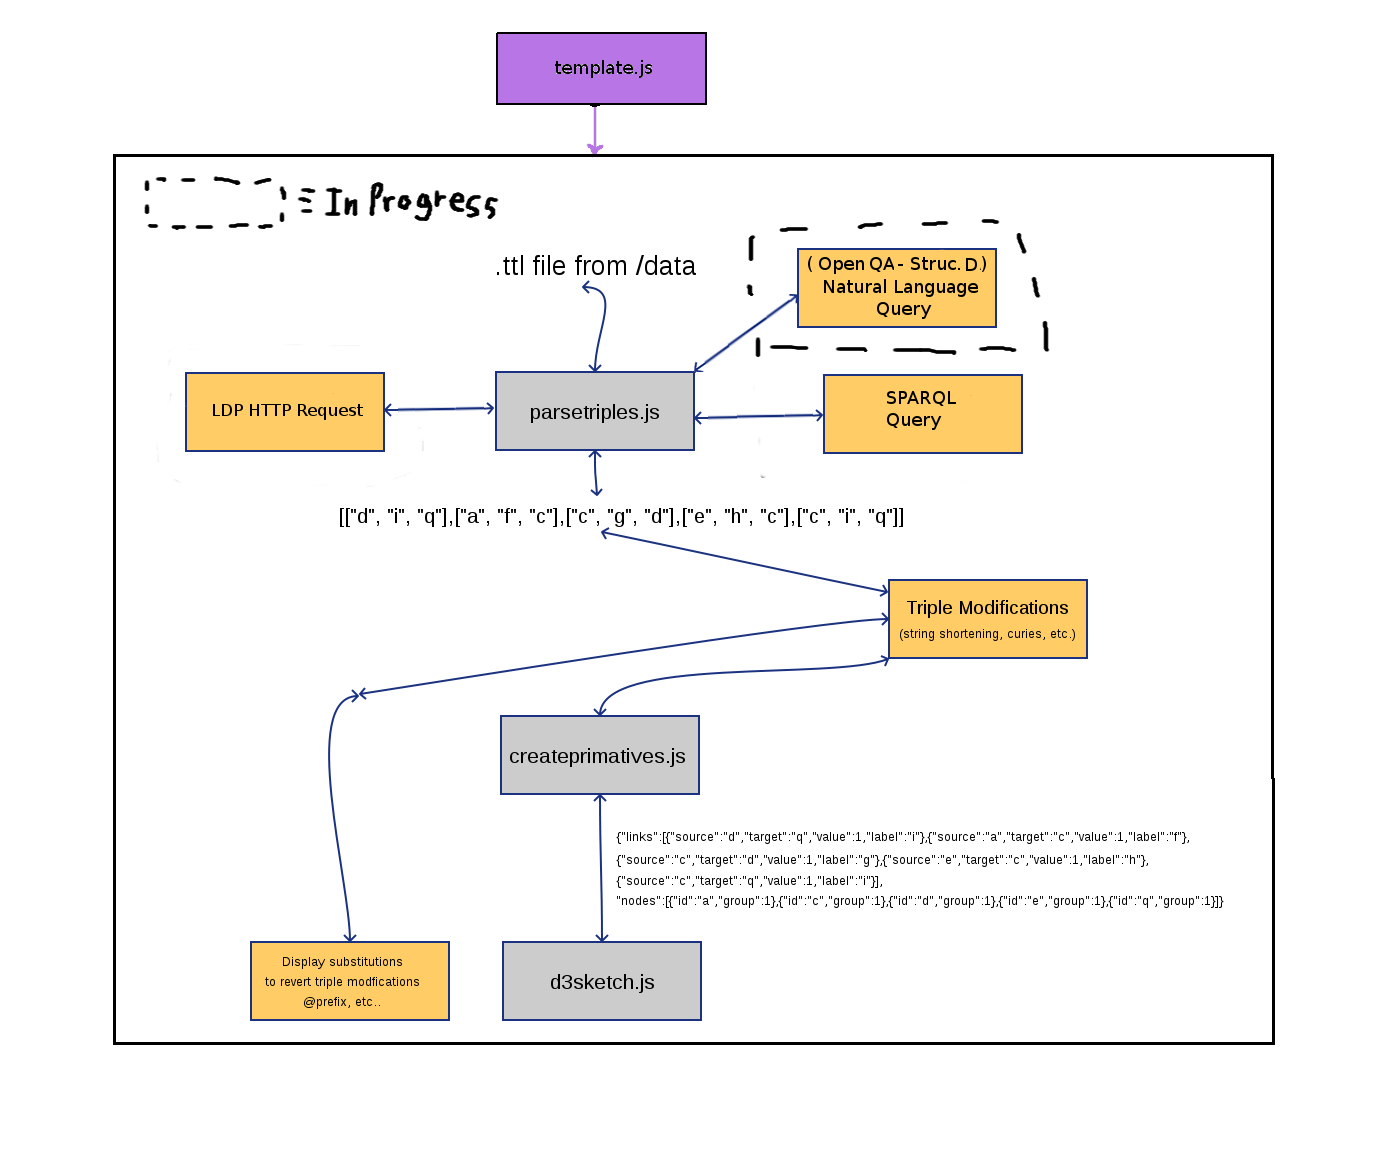 template.js
≡ In Progress
.ttl file from /data
( Open QA - Struc. D.)
Natural Language
Query
LDP HTTP Request
parsetriples.js
SPARQL
Query
[["d", "i", "q"],["a", "f", "c"],["c", "g", "d"],["e", "h", "c"],["c", "i", "q"]]
Triple Modifications
(string shortening, curies, etc.)
createprimatives.js
{"links":[{"source":"d","target":"q","value":1,"label":"i"},{"source":"a","target":"c","value":1,"label":"f"},
{"source":"c","target":"d","value":1,"label":"g"},{"source":"e","target":"c","value":1,"label":"h"},
{"source":"c","target":"q","value":1,"label":"i"}],
"nodes":[{"id":"a","group":1},{"id":"c","group":1},{"id":"d","group":1},{"id":"e","group":1},{"id":"q","group":1}]}
Display substitutions
to revert triple modfications
@prefix, etc..
d3sketch.js